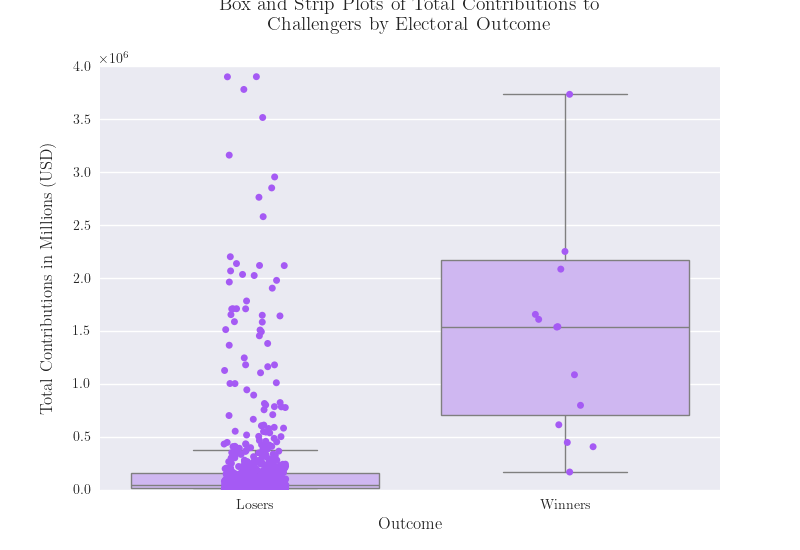 Box and Strip Plots of Total Contributions to
Challengers by Electoral Outcome
×10⁶
4.0
3.5
3.0
2.5
2.0
1.5
1.0
0.5
0.0
Total Contributions in Millions (USD)
Losers
Winners
Outcome